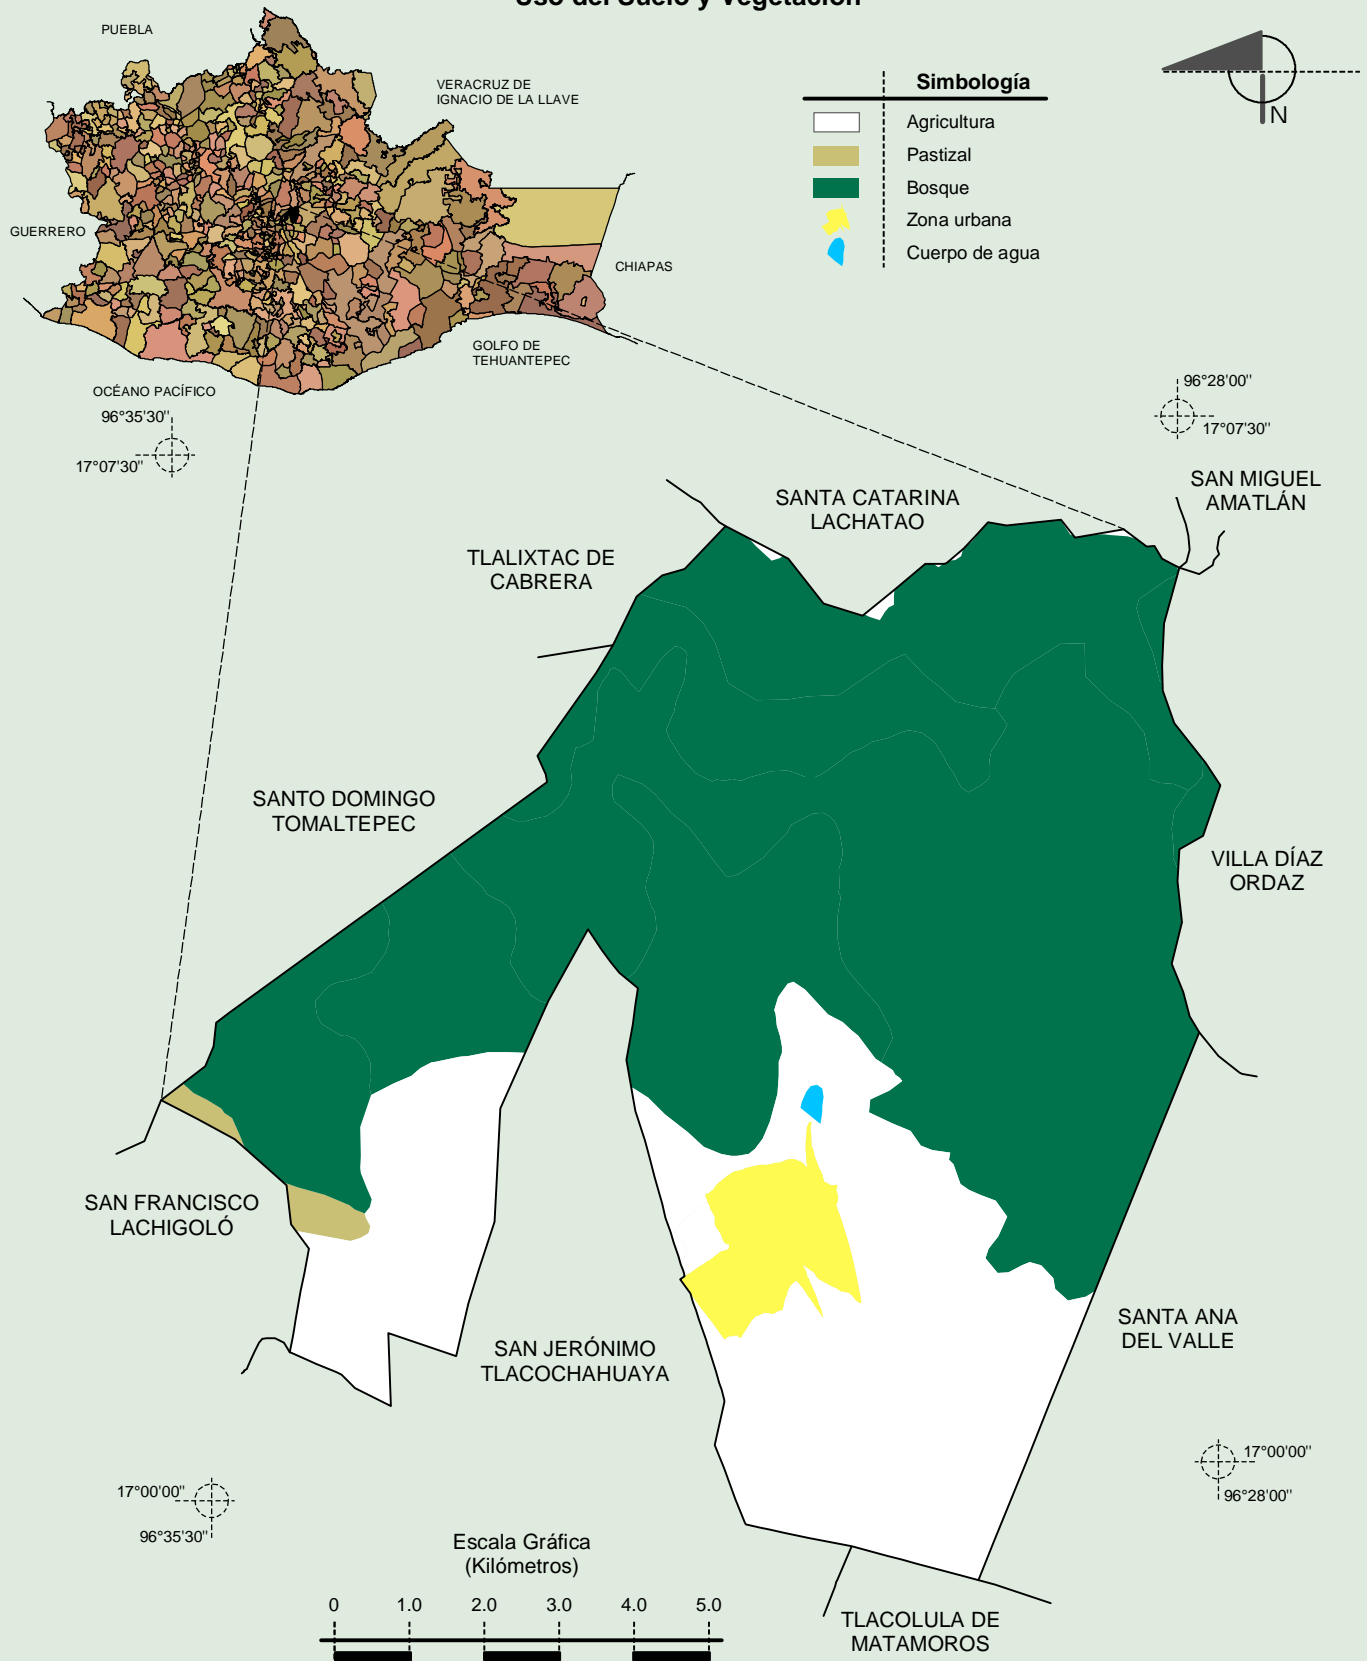 Uso del Suelo y Vegetación
PUEBLA
VERACRUZ DE
IGNACIO DE LA LLAVE
GUERRERO
CHIAPAS
GOLFO DE
TEHUANTEPEC
OCÉANO PACÍFICO
Simbología
Agricultura
Pastizal
Bosque
Zona urbana
Cuerpo de agua
N
96°35'30"
17°07'30"
96°28'00"
17°07'30"
SAN MIGUEL
AMATLÁN
SANTA CATARINA
LACHATAO
TLALIXTAC DE
CABRERA
SANTO DOMINGO
TOMALTEPEC
VILLA DÍAZ
ORDAZ
SAN FRANCISCO
LACHIGOLÓ
SAN JERÓNIMO
TLACOCHAHUAYA
SANTA ANA
DEL VALLE
17°00'00"
96°28'00"
17°00'00"
96°35'30"
Escala Gráfica
(Kilómetros)
0 1.0 2.0 3.0 4.0 5.0
TLACOLULA DE
MATAMOROS